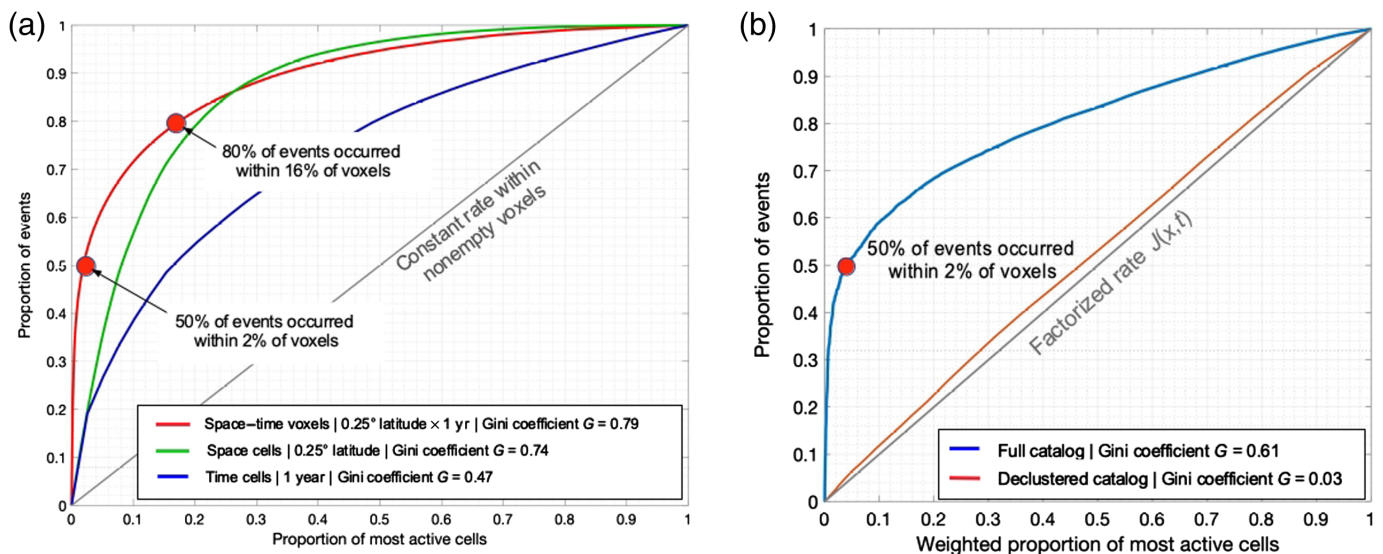 (a)
1
0.9
0.8
0.7
0.6
0.5
0.4
0.3
0.2
0.1
0
Proportion of events
80% of events occurred
within 16% of voxels
50% of events occurred
within 2% of voxels
Constant rate within
nonempty voxels
Space–time voxels | 0.25° latitude × 1 yr | Gini coefficient G = 0.79
Space cells | 0.25° latitude | Gini coefficient G = 0.74
Time cells | 1 year | Gini coefficient G = 0.47
0 0.1 0.2 0.3 0.4 0.5 0.6 0.7 0.8 0.9 1
Proportion of most active cells
(b)
1
0.9
0.8
0.7
0.6
0.5
0.4
0.3
0.2
0.1
0
Proportion of events
50% of events occurred
within 2% of voxels
Factorized rate J(x,t)
Full catalog | Gini coefficient G = 0.61
Declustered catalog | Gini coefficient G = 0.03
0 0.1 0.2 0.3 0.4 0.5 0.6 0.7 0.8 0.9 1
Weighted proportion of most active cells